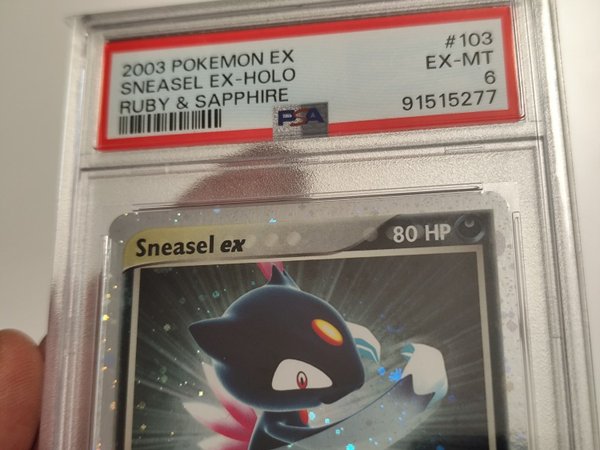 2003 POKEMON EX
SNEASEL EX-HOLO
RUBY & SAPPHIRE
#103
EX-MT
6
91515277
PSA
Sneasel ex
80 HP